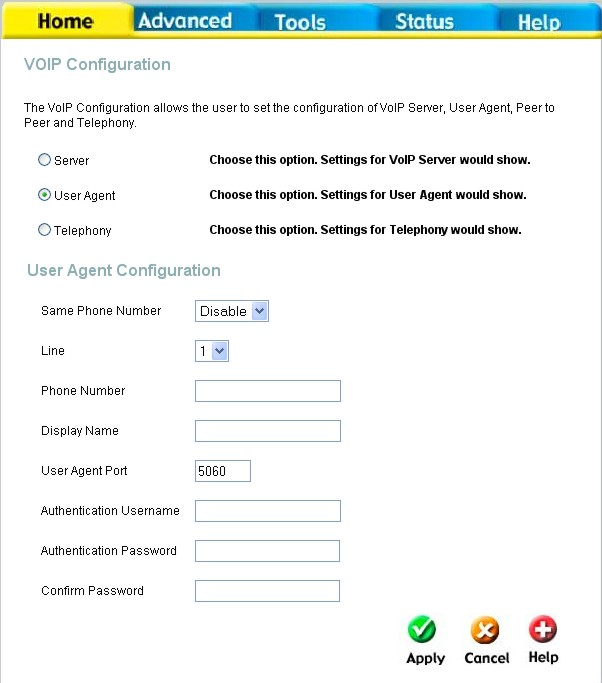 Home Advanced Tools Status Help
VOIP Configuration
The VoIP Configuration allows the user to set the configuration of VoIP Server, User Agent, Peer to
Peer and Telephony.
Server Choose this option. Settings for VoIP Server would show.
User Agent Choose this option. Settings for User Agent would show.
Telephony Choose this option. Settings for Telephony would show.
User Agent Configuration
Same Phone Number Disable
Line 1
Phone Number
Display Name
User Agent Port 5060
Authentication Username
Authentication Password
Confirm Password
Apply Cancel Help